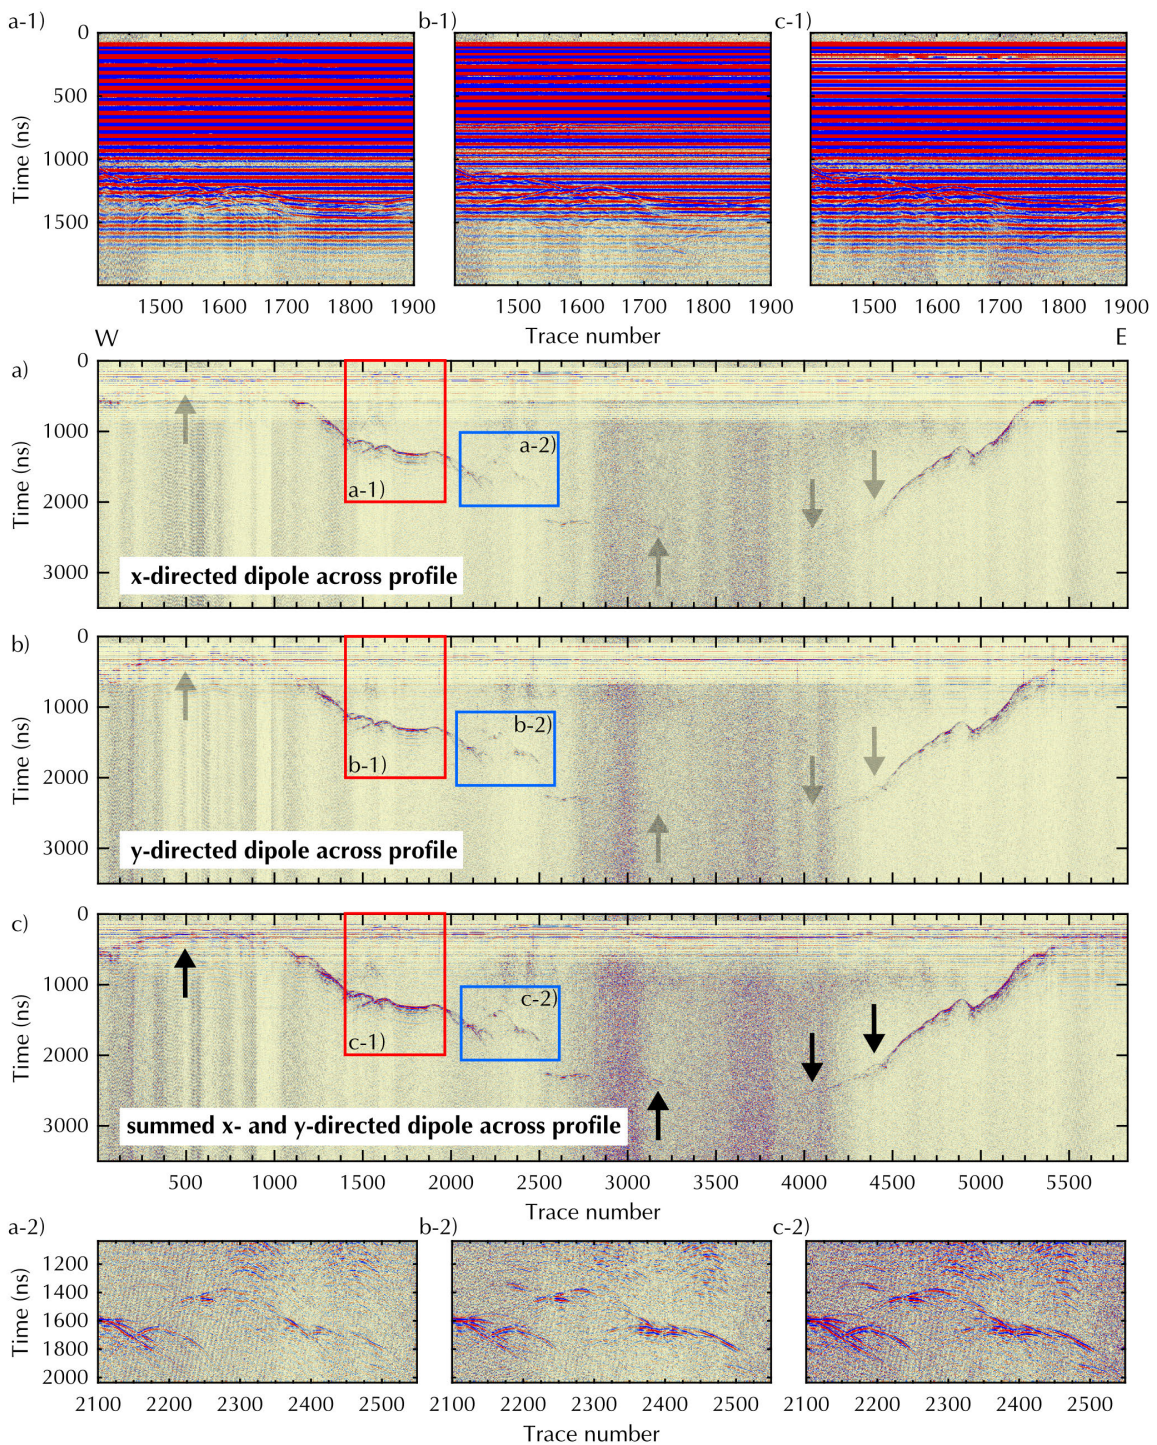 a-1)
b-1)
c-1)
Time (ns)
0
500
1000
1500
1500 1600 1700 1800 1900
1500 1600 1700 1800 1900
1500 1600 1700 1800 1900
Trace number
W
E
a)
Time (ns)
0
1000
2000
3000
a-1)
a-2)
x-directed dipole across profile
b)
Time (ns)
0
1000
2000
3000
b-1)
b-2)
y-directed dipole across profile
c)
Time (ns)
0
1000
2000
3000
c-1)
c-2)
summed x- and y-directed dipole across profile
500 1000 1500 2000 2500 3000 3500 4000 4500 5000 5500
Trace number
a-2)
b-2)
c-2)
Time (ns)
1200
1400
1600
1800
2000
2100 2200 2300 2400 2500
2100 2200 2300 2400 2500
2100 2200 2300 2400 2500
Trace number